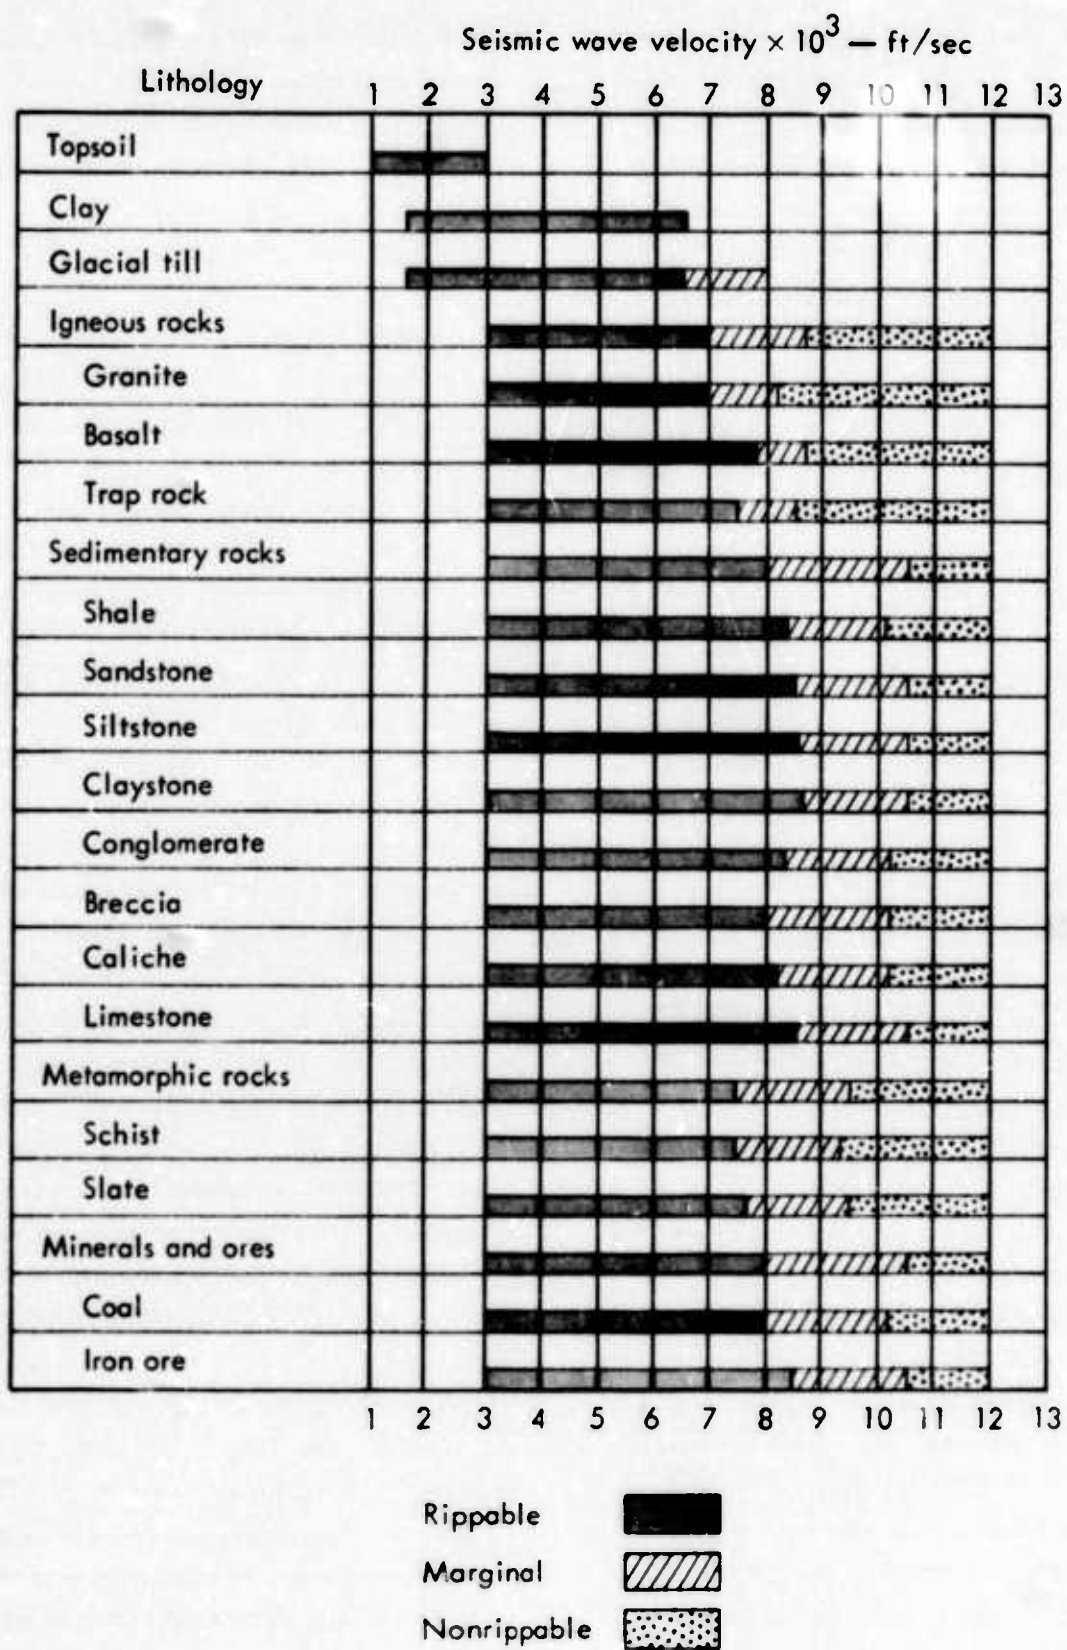 Seismic wave velocity × 10³ — ft/sec
Lithology
1 2 3 4 5 6 7 8 9 10 11 12 13
Topsoil
Clay
Glacial till
Igneous rocks
Granite
Basalt
Trap rock
Sedimentary rocks
Shale
Sandstone
Siltstone
Claystone
Conglomerate
Breccia
Caliche
Limestone
Metamorphic rocks
Schist
Slate
Minerals and ores
Coal
Iron ore
1 2 3 4 5 6 7 8 9 10 11 12 13
Rippable
Marginal
Nonrippable